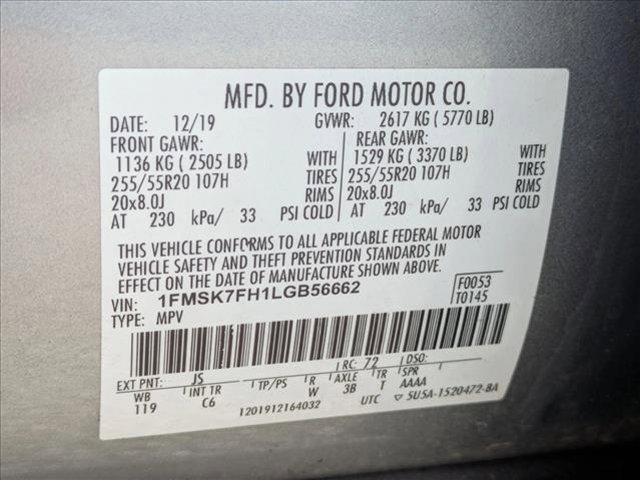 MFD. BY FORD MOTOR CO.
DATE: 12/19 GVWR: 2617 KG (5770 LB)
FRONT GAWR: REAR GAWR:
1136 KG (2505 LB) WITH 1529 KG (3370 LB) WITH
255/55R20 107H TIRES 255/55R20 107H TIRES
20x8.0J RIMS 20x8.0J RIMS
AT 230 kPa/ 33 PSI COLD AT 230 kPa/ 33 PSI COLD
THIS VEHICLE CONFORMS TO ALL APPLICABLE FEDERAL MOTOR
VEHICLE SAFETY AND THEFT PREVENTION STANDARDS IN
EFFECT ON THE DATE OF MANUFACTURE SHOWN ABOVE.
VIN: 1FMSK7FH1LGB56662 F0053
TYPE: MPV T0145
EXT PNT: JS RC: 72 DSO:
WB INT TR TP/PS R AXLE TR SPR
119 C6 W 3B T AAAA
1201912164032 UTC ▽ 5U5A-1520472-BA